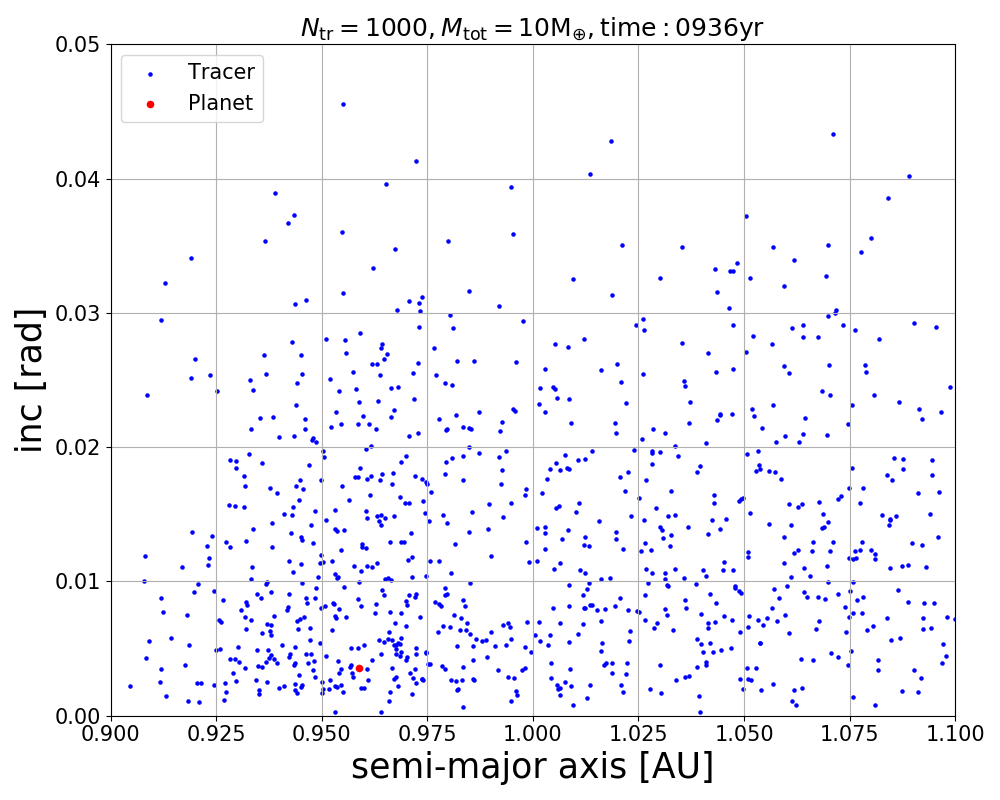 N_tr = 1000, M_tot = 10M_⊕, time : 0936yr
0.05
Tracer
Planet
0.04
0.03
0.02
0.01
0.00
inc [rad]
0.900 0.925 0.950 0.975 1.000 1.025 1.050 1.075 1.100
semi-major axis [AU]